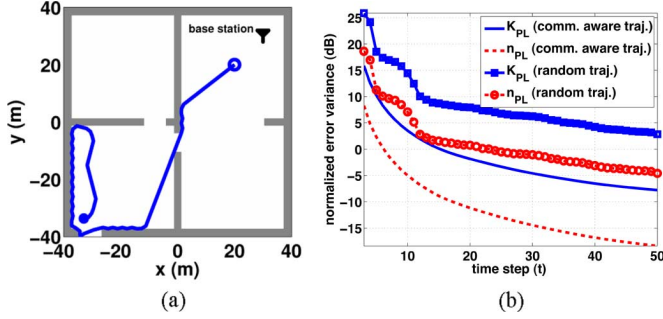 40
20
0
−20
−40
y (m)
base station
−40 −20 0 20 40
x (m)
(a)
25
20
15
10
5
0
−5
−10
−15
normalized error variance (dB)
K_PL (comm. aware traj.)
n_PL (comm. aware traj.)
K_PL (random traj.)
n_PL (random traj.)
10 20 30 40 50
time step (t)
(b)